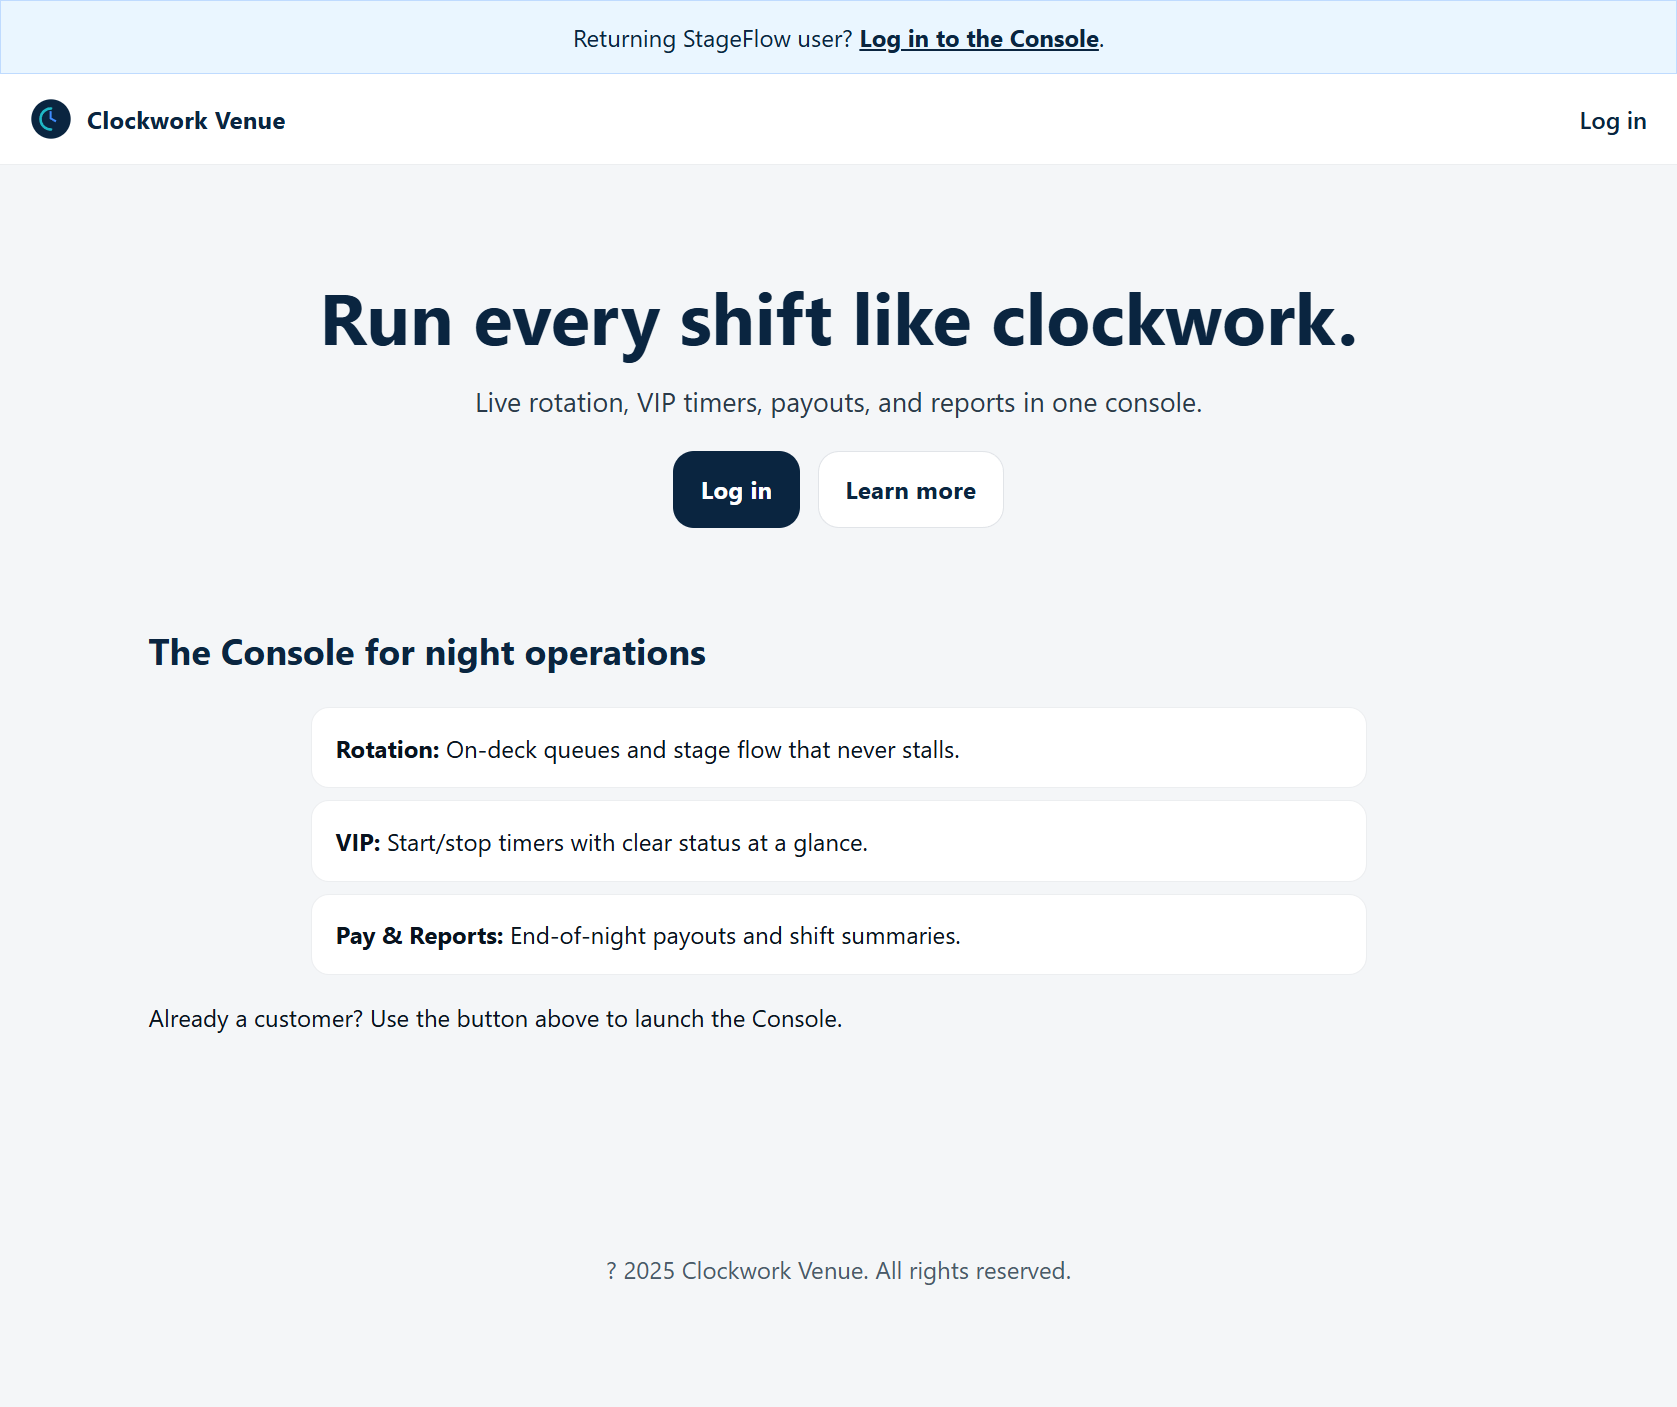 Returning StageFlow user? Log in to the Console.
Clockwork Venue
Log in
Run every shift like clockwork.
Live rotation, VIP timers, payouts, and reports in one console.
Log in
Learn more
The Console for night operations
Rotation: On-deck queues and stage flow that never stalls.
VIP: Start/stop timers with clear status at a glance.
Pay & Reports: End-of-night payouts and shift summaries.
Already a customer? Use the button above to launch the Console.
? 2025 Clockwork Venue. All rights reserved.